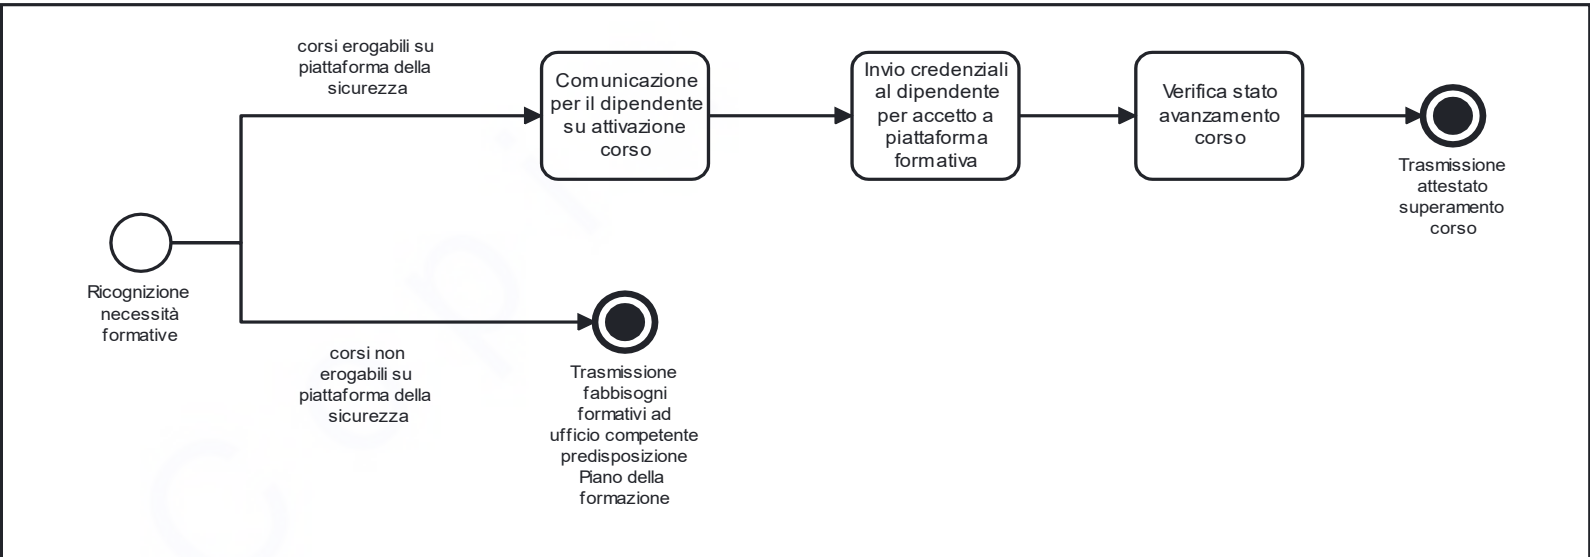 corsi erogabili su
piattaforma della
sicurezza
Comunicazione
per il dipendente
su attivazione
corso
Invio credenziali
al dipendente
per accetto a
piattaforma
formativa
Verifica stato
avanzamento
corso
Trasmissione
attestato
superamento
corso
Ricognizione
necessità
formative
corsi non
erogabili su
piattaforma della
sicurezza
Trasmissione
fabbisogni
formativi ad
ufficio competente
predisposizione
Piano della
formazione